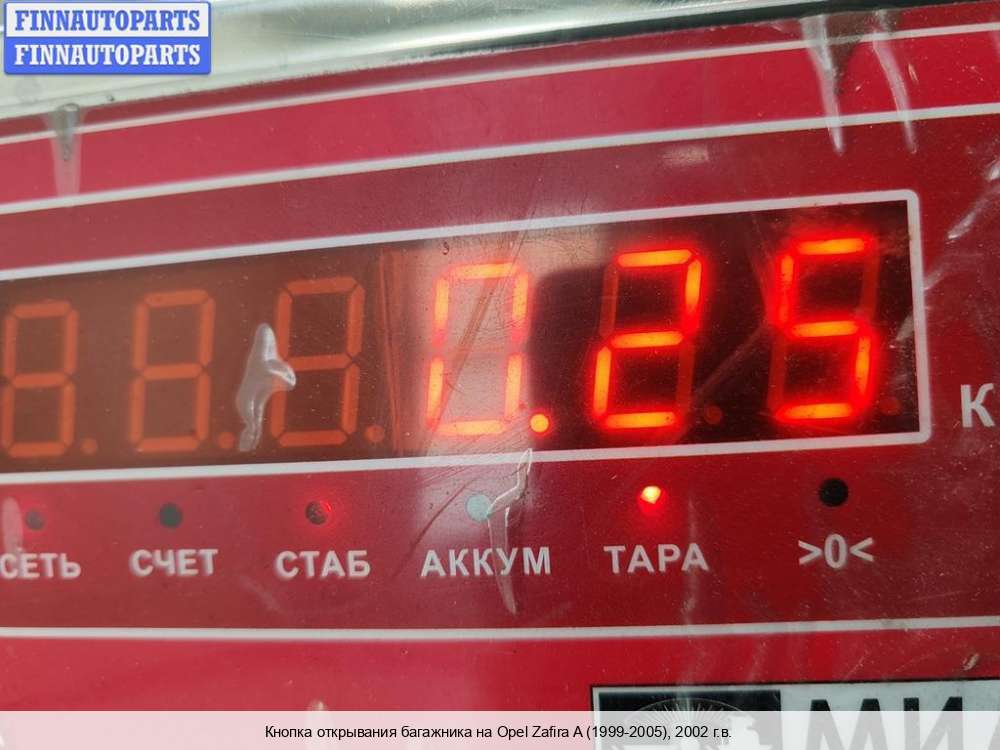 FINNAUTOPARTS
FINNAUTOPARTS
0.25
К
СЕТЬ СЧЕТ СТАБ АККУМ ТАРА >0<
Кнопка открывания багажника на Opel Zafira A (1999-2005), 2002 г.в.